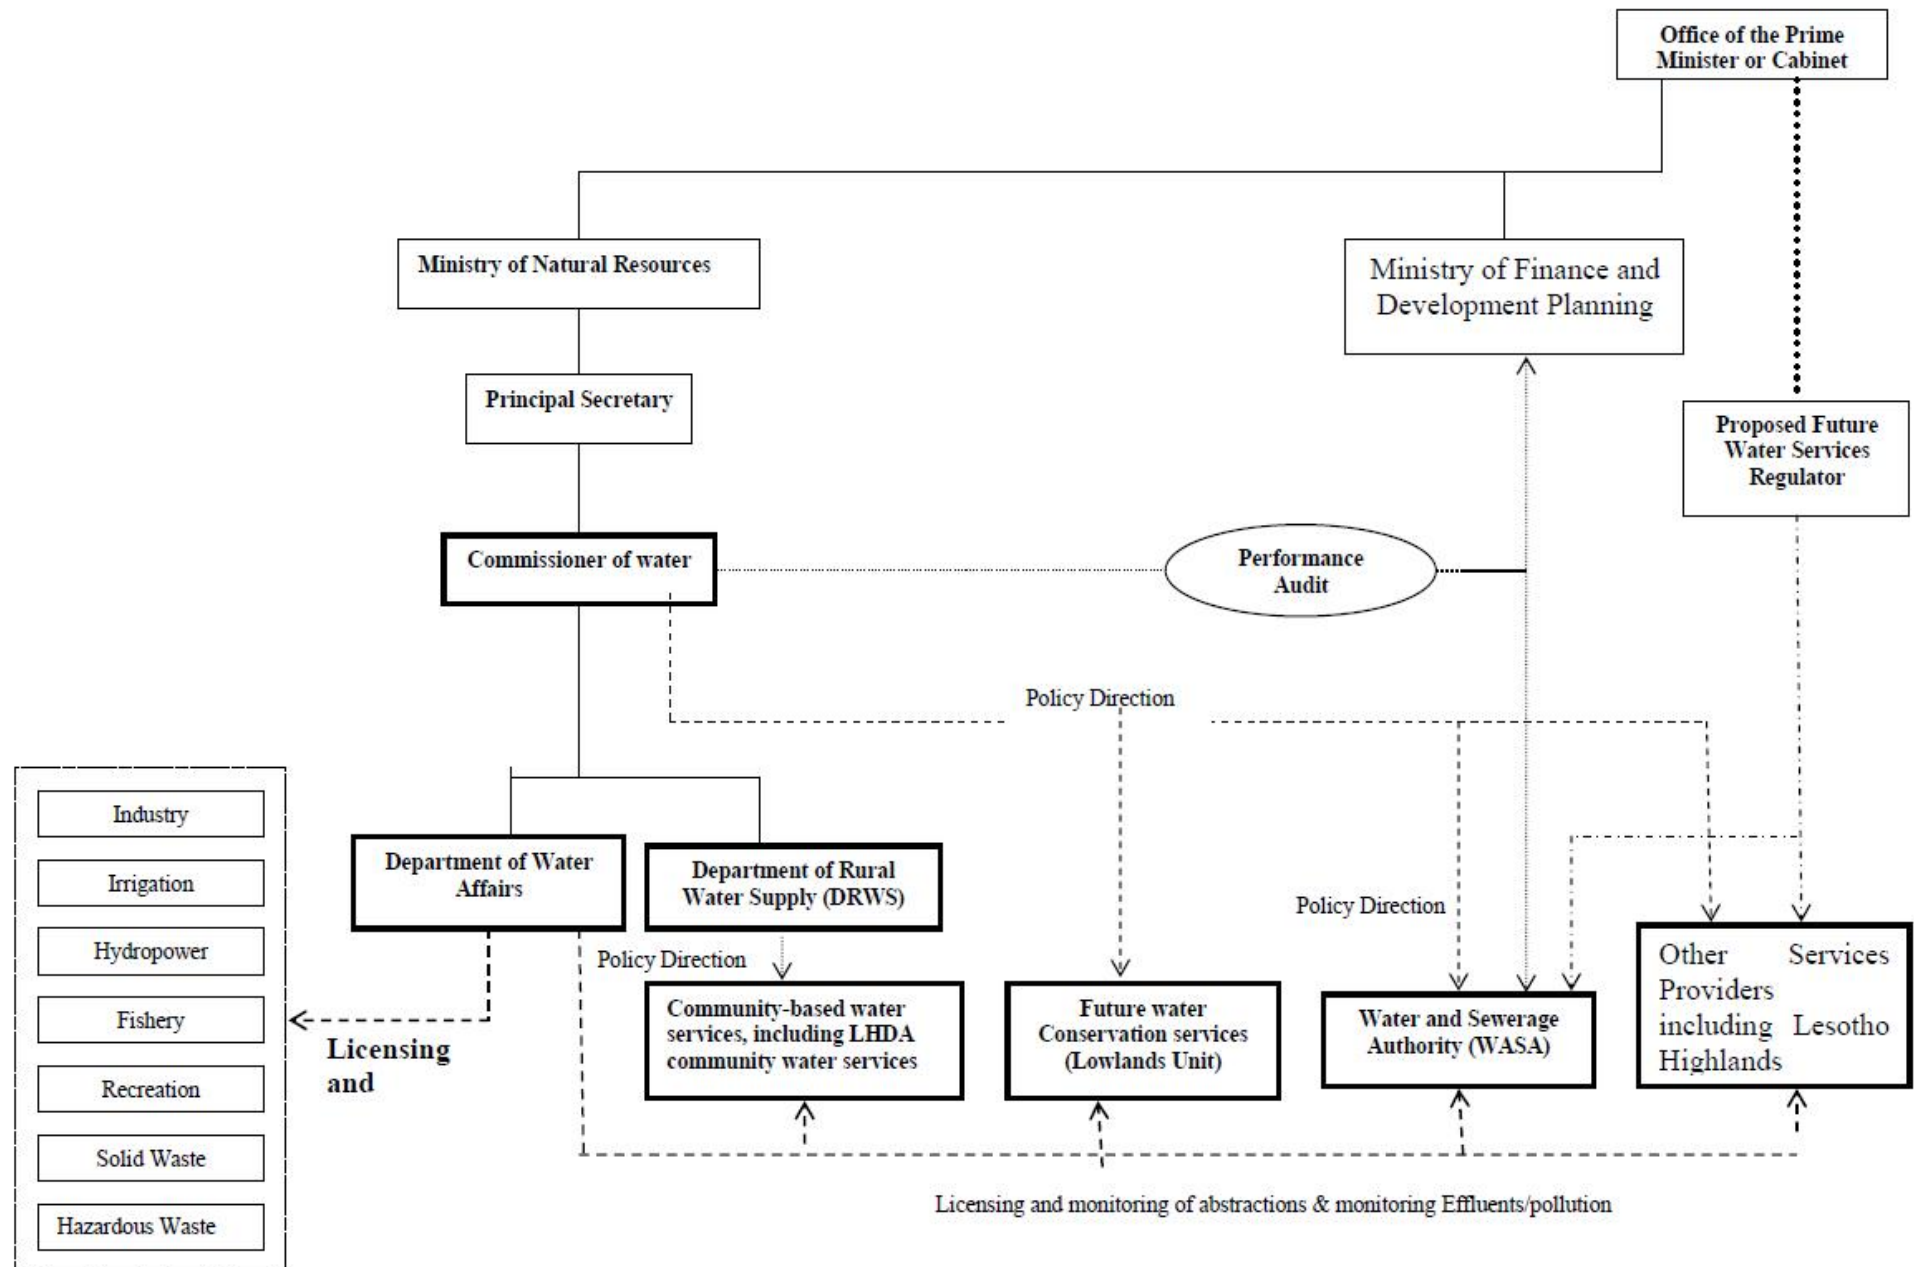 Office of the Prime
Minister or Cabinet
Ministry of Natural Resources
Ministry of Finance and
Development Planning
Principal Secretary
Proposed Future
Water Services
Regulator
Commissioner of water
Performance
Audit
Policy Direction
Industry
Irrigation
Hydropower
Fishery
Recreation
Solid Waste
Hazardous Waste
Department of Water
Affairs
Department of Rural
Water Supply (DRWS)
Policy Direction
Policy Direction
Licensing
and
Community-based water
services, including LHDA
community water services
Future water
Conservation services
(Lowlands Unit)
Water and Sewerage
Authority (WASA)
Other Services
Providers
including Lesotho
Highlands
Licensing and monitoring of abstractions & monitoring Effluents/pollution